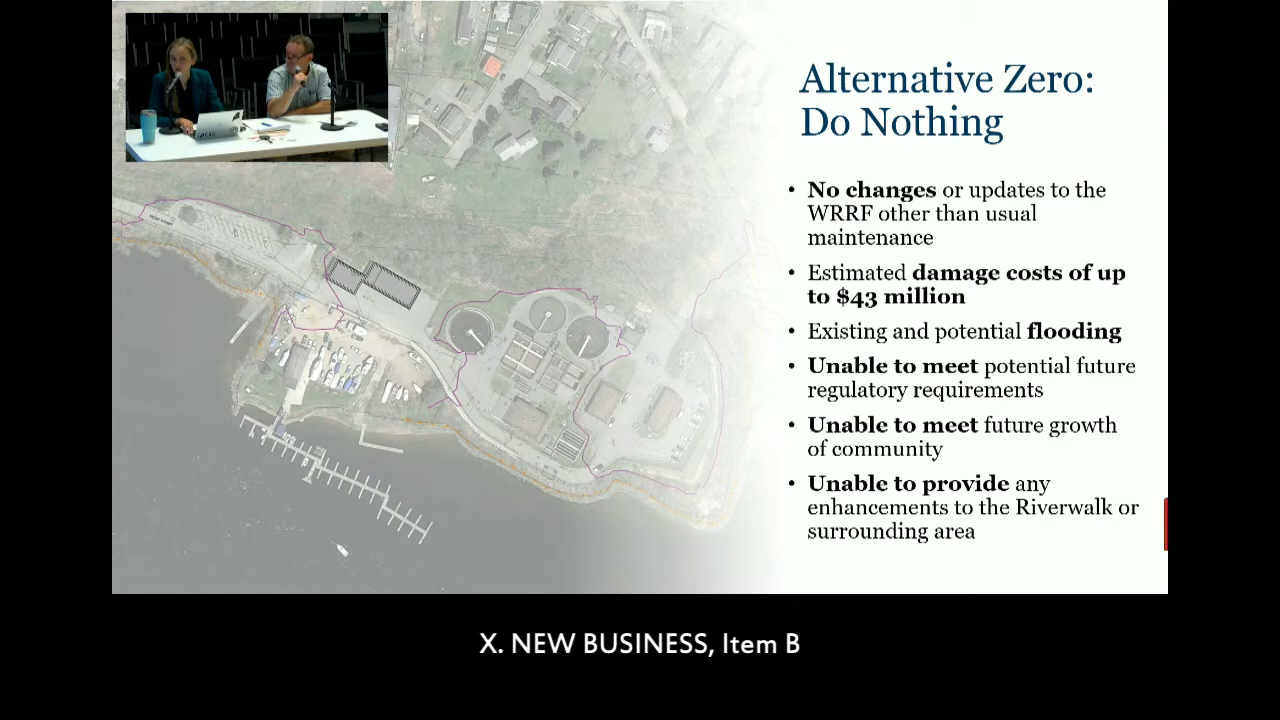 Alternative Zero:
Do Nothing
• No changes or updates to the
WRRF other than usual
maintenance
• Estimated damage costs of up
to $43 million
• Existing and potential flooding
• Unable to meet potential future
regulatory requirements
• Unable to meet future growth
of community
• Unable to provide any
enhancements to the Riverwalk or
surrounding area
X. NEW BUSINESS, Item B